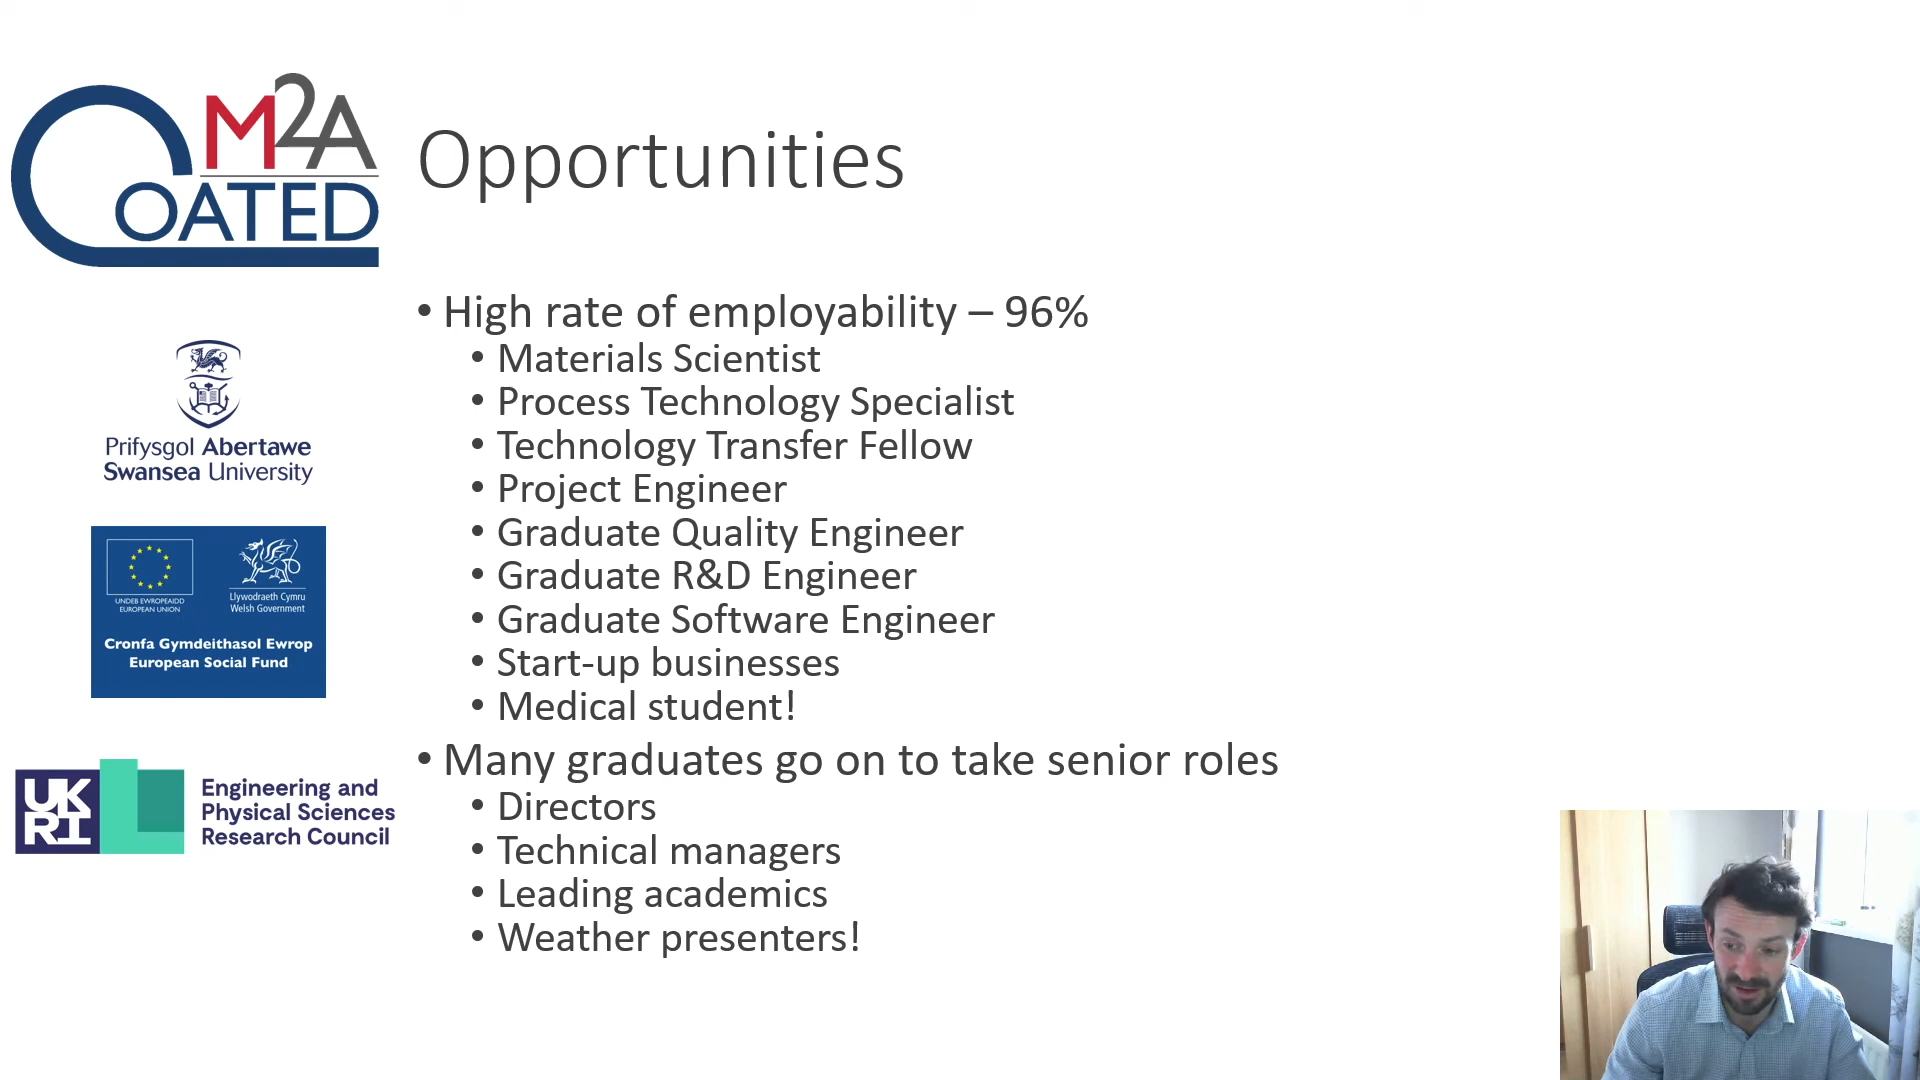 M2A
COATED
Opportunities
• High rate of employability – 96%
• Materials Scientist
• Process Technology Specialist
• Technology Transfer Fellow
• Project Engineer
• Graduate Quality Engineer
• Graduate R&D Engineer
• Graduate Software Engineer
• Start-up businesses
• Medical student!
• Many graduates go on to take senior roles
• Directors
• Technical managers
• Leading academics
• Weather presenters!
Prifysgol Abertawe
Swansea University
UNDEB EWROPEAIDD
EUROPEAN UNION
Llywodraeth Cymru
Welsh Government
Cronfa Gymdeithasol Ewrop
European Social Fund
UK
RI
Engineering and
Physical Sciences
Research Council